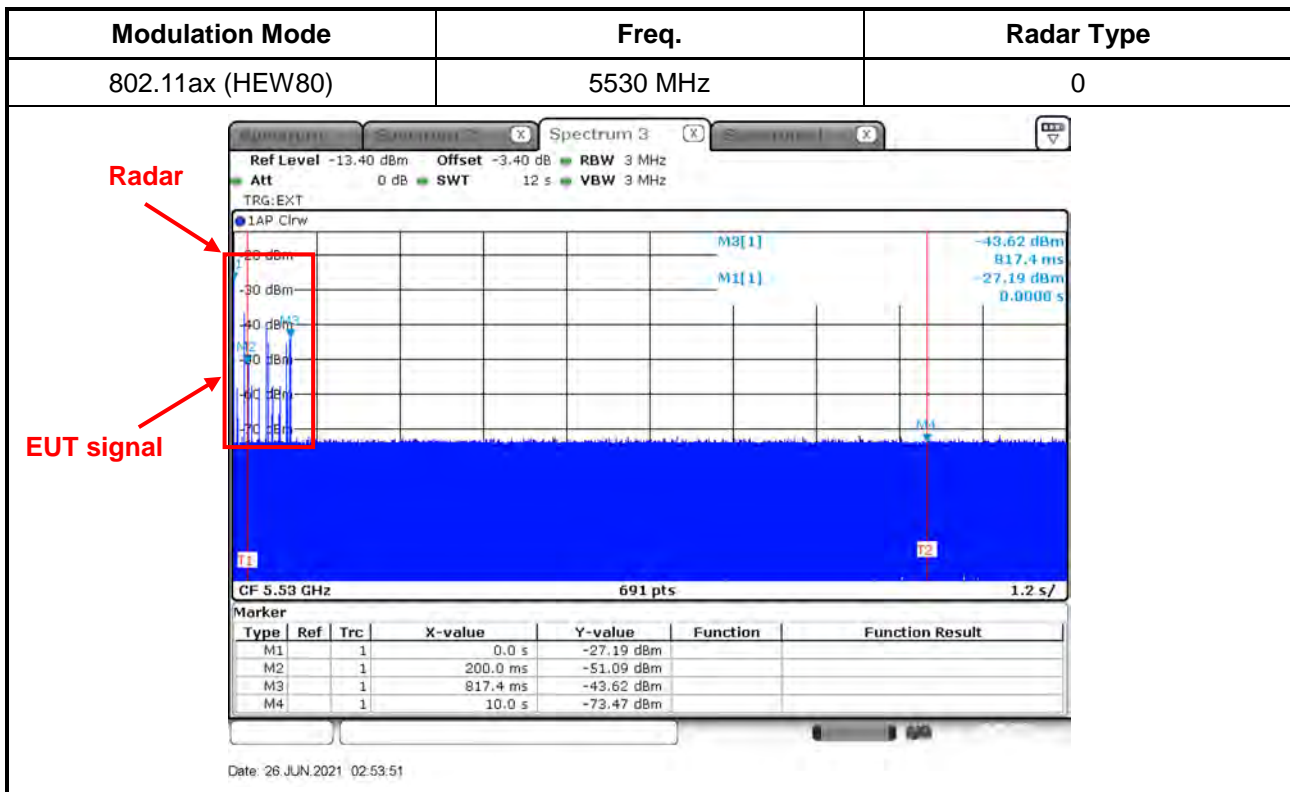 Modulation Mode Freq. Radar Type
802.11ax (HEW80) 5530 MHz 0
Spectrum 3
Ref Level -13.40 dBm Offset -3.40 dB RBW 3 MHz
Radar
Att 0 dB SWT 12 s VBW 3 MHz
TRG:EXT
1AP Clrw
M3[1] -43.62 dBm
-20 dBm
817.4 ms
M1[1] -27.19 dBm
-30 dBm
0.0000 s
-40 dBm
M3
M2
-50 dBm
-60 dBm
-70 dBm
M4
EUT signal
T1
T2
CF 5.53 GHz 691 pts 1.2 s/
Marker
Type Ref Trc X-value Y-value Function Function Result
M1 1 0.0 s -27.19 dBm
M2 1 200.0 ms -51.09 dBm
M3 1 817.4 ms -43.62 dBm
M4 1 10.0 s -73.47 dBm
Date: 26.JUN.2021 02:53:51